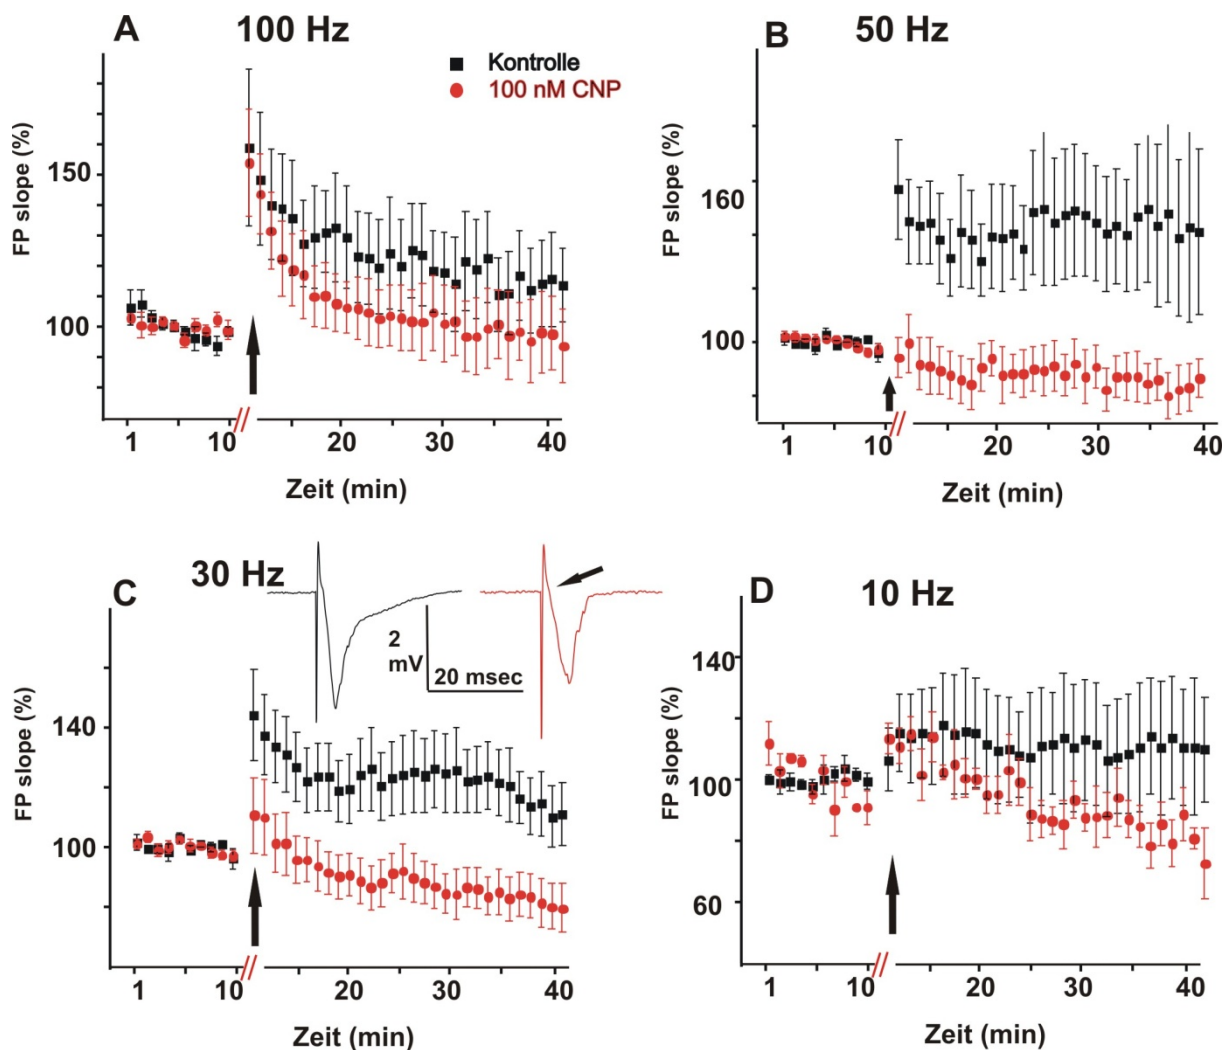 A
100 Hz
Kontrolle
100 nM CNP
FP slope (%)
150
100
1
10
20
30
40
Zeit (min)
B
50 Hz
FP slope (%)
160
100
1
10
20
30
40
Zeit (min)
C
30 Hz
2
mV
20 msec
FP slope (%)
140
100
1
10
20
30
40
Zeit (min)
D
10 Hz
FP slope (%)
140
100
60
1
10
20
30
40
Zeit (min)